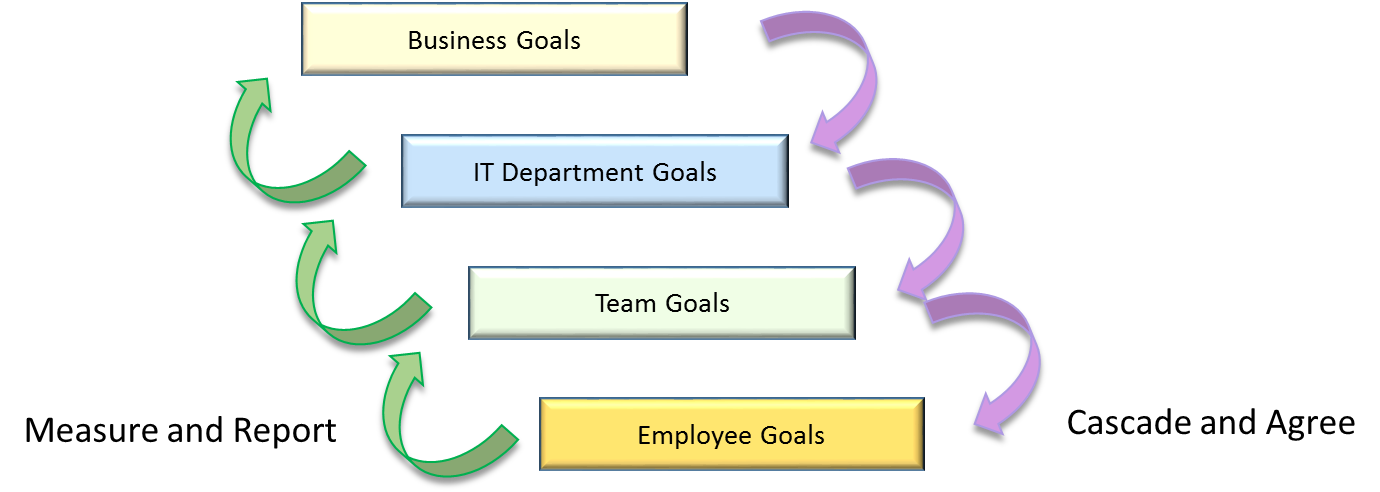 Business Goals
IT Department Goals
Team Goals
Employee Goals
Measure and Report
Cascade and Agree